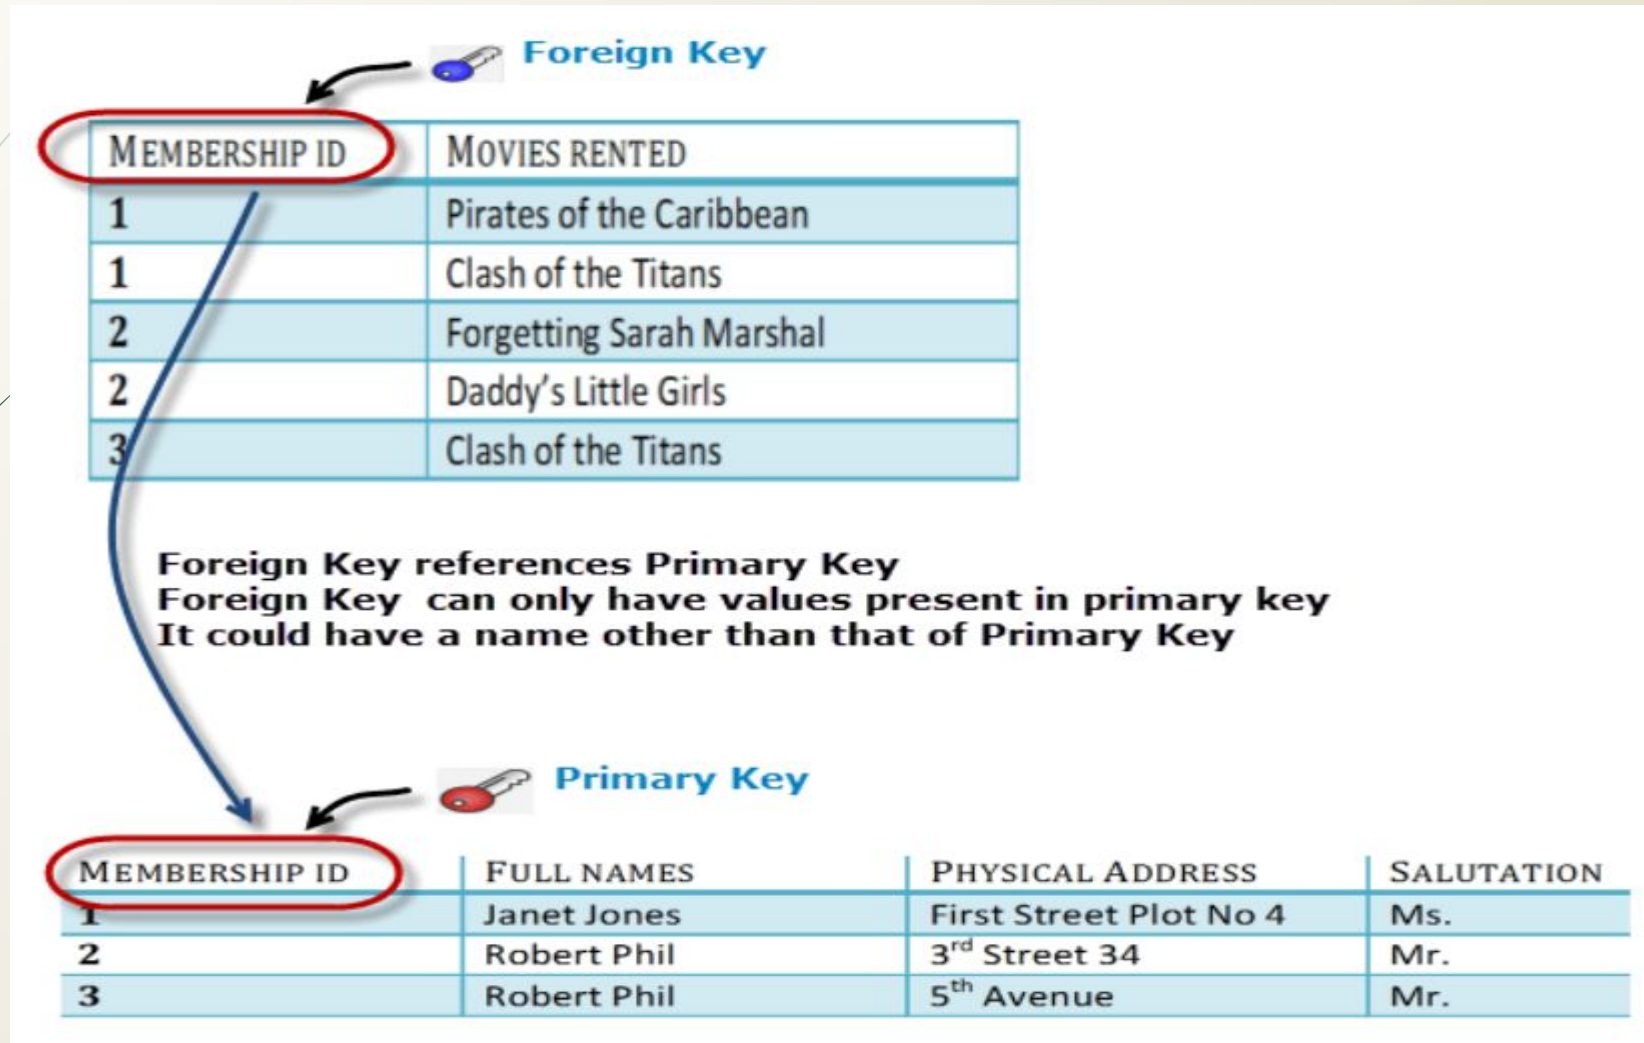 Foreign Key
MEMBERSHIP ID MOVIES RENTED
1 Pirates of the Caribbean
1 Clash of the Titans
2 Forgetting Sarah Marshal
2 Daddy's Little Girls
3 Clash of the Titans
Foreign Key references Primary Key
Foreign Key can only have values present in primary key
It could have a name other than that of Primary Key
Primary Key
MEMBERSHIP ID FULL NAMES PHYSICAL ADDRESS SALUTATION
1 Janet Jones First Street Plot No 4 Ms.
2 Robert Phil 3rd Street 34 Mr.
3 Robert Phil 5th Avenue Mr.